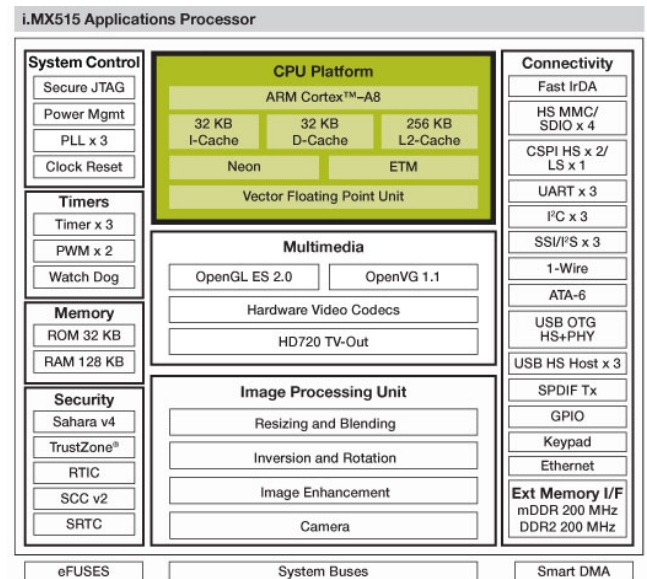 i.MX515 Applications Processor
System Control
Secure JTAG
Power Mgmt
PLL x 3
Clock Reset
Timers
Timer x 3
PWM x 2
Watch Dog
Memory
ROM 32 KB
RAM 128 KB
Security
Sahara v4
TrustZone®
RTIC
SCC v2
SRTC
CPU Platform
ARM Cortex™–A8
32 KB
I-Cache
32 KB
D-Cache
256 KB
L2-Cache
Neon
ETM
Vector Floating Point Unit
Multimedia
OpenGL ES 2.0
OpenVG 1.1
Hardware Video Codecs
HD720 TV-Out
Image Processing Unit
Resizing and Blending
Inversion and Rotation
Image Enhancement
Camera
Connectivity
Fast IrDA
HS MMC/
SDIO x 4
CSPI HS x 2/
LS x 1
UART x 3
I²C x 3
SSI/I²S x 3
1-Wire
ATA-6
USB OTG
HS+PHY
USB HS Host x 3
SPDIF Tx
GPIO
Keypad
Ethernet
Ext Memory I/F
mDDR 200 MHz
DDR2 200 MHz
eFUSES
System Buses
Smart DMA